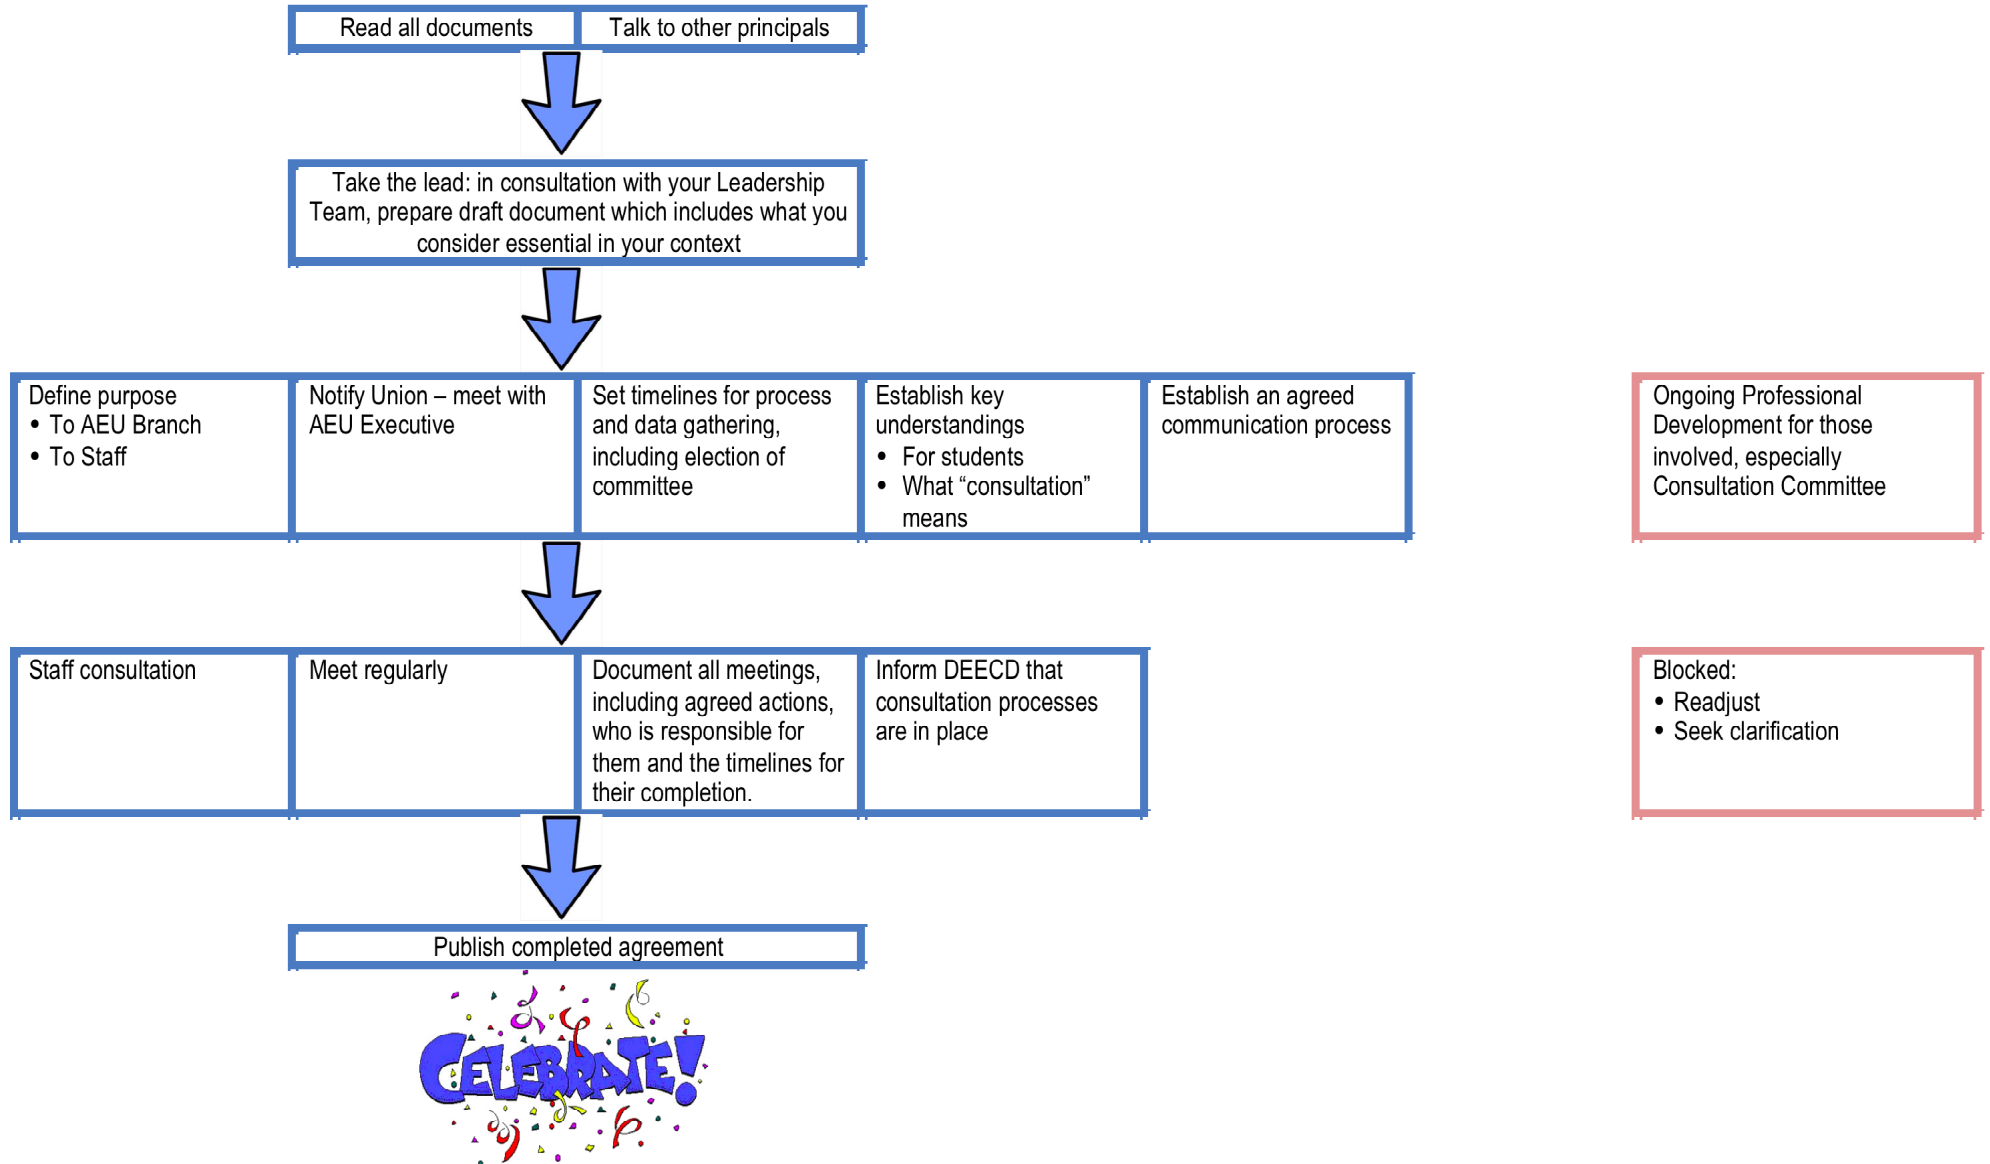 Read all documents
Talk to other principals
Take the lead: in consultation with your Leadership
Team, prepare draft document which includes what you
consider essential in your context
Define purpose
• To AEU Branch
• To Staff
Notify Union – meet with
AEU Executive
Set timelines for process
and data gathering,
including election of
committee
Establish key
understandings
• For students
• What “consultation”
means
Establish an agreed
communication process
Ongoing Professional
Development for those
involved, especially
Consultation Committee
Staff consultation
Meet regularly
Document all meetings,
including agreed actions,
who is responsible for
them and the timelines for
their completion.
Inform DEECD that
consultation processes
are in place
Blocked:
• Readjust
• Seek clarification
Publish completed agreement
CELEBRATE!